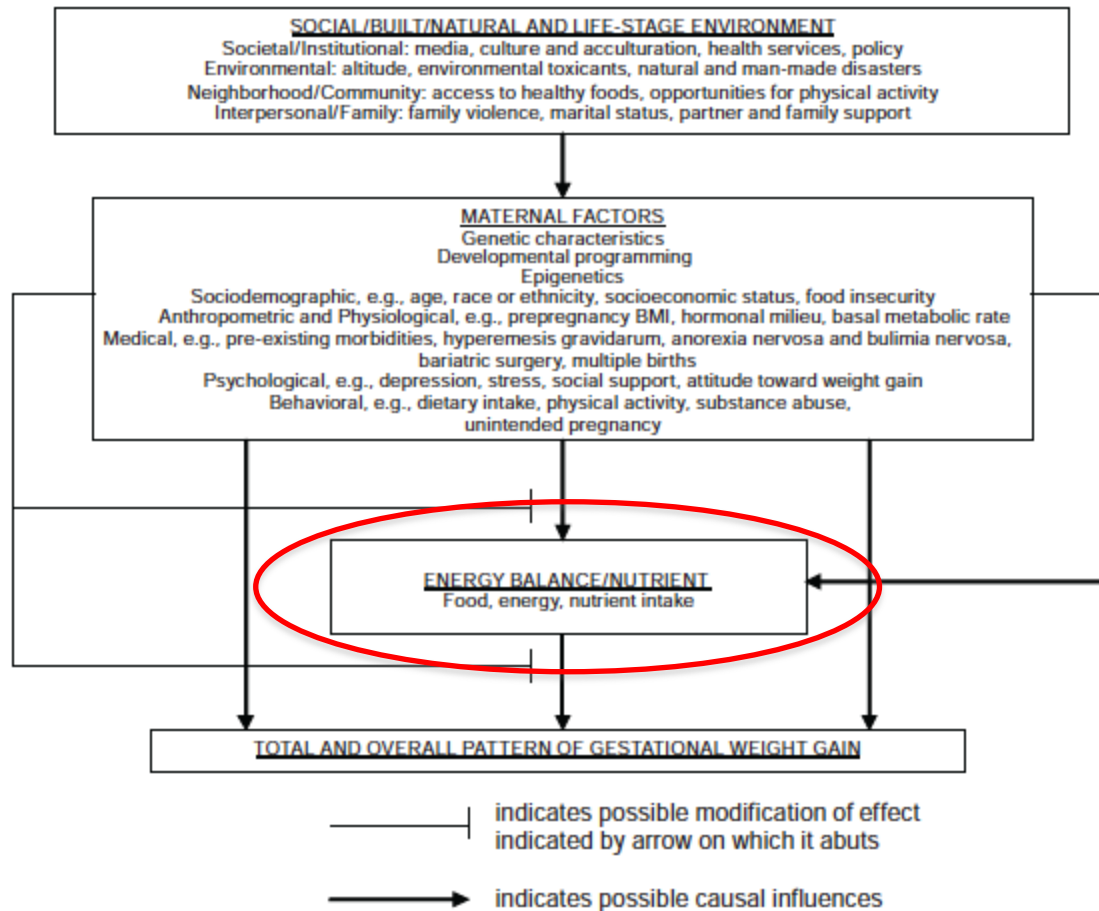 SOCIAL/BUILT/NATURAL AND LIFE-STAGE ENVIRONMENT
Societal/Institutional: media, culture and acculturation, health services, policy
Environmental: altitude, environmental toxicants, natural and man-made disasters
Neighborhood/Community: access to healthy foods, opportunities for physical activity
Interpersonal/Family: family violence, marital status, partner and family support
MATERNAL FACTORS
Genetic characteristics
Developmental programming
Epigenetics
Sociodemographic, e.g., age, race or ethnicity, socioeconomic status, food insecurity
Anthropometric and Physiological, e.g., prepregnancy BMI, hormonal milieu, basal metabolic rate
Medical, e.g., pre-existing morbidities, hyperemesis gravidarum, anorexia nervosa and bulimia nervosa,
bariatric surgery, multiple births
Psychological, e.g., depression, stress, social support, attitude toward weight gain
Behavioral, e.g., dietary intake, physical activity, substance abuse,
unintended pregnancy
ENERGY BALANCE/NUTRIENT
Food, energy, nutrient intake
TOTAL AND OVERALL PATTERN OF GESTATIONAL WEIGHT GAIN
indicates possible modification of effect
indicated by arrow on which it abuts
indicates possible causal influences